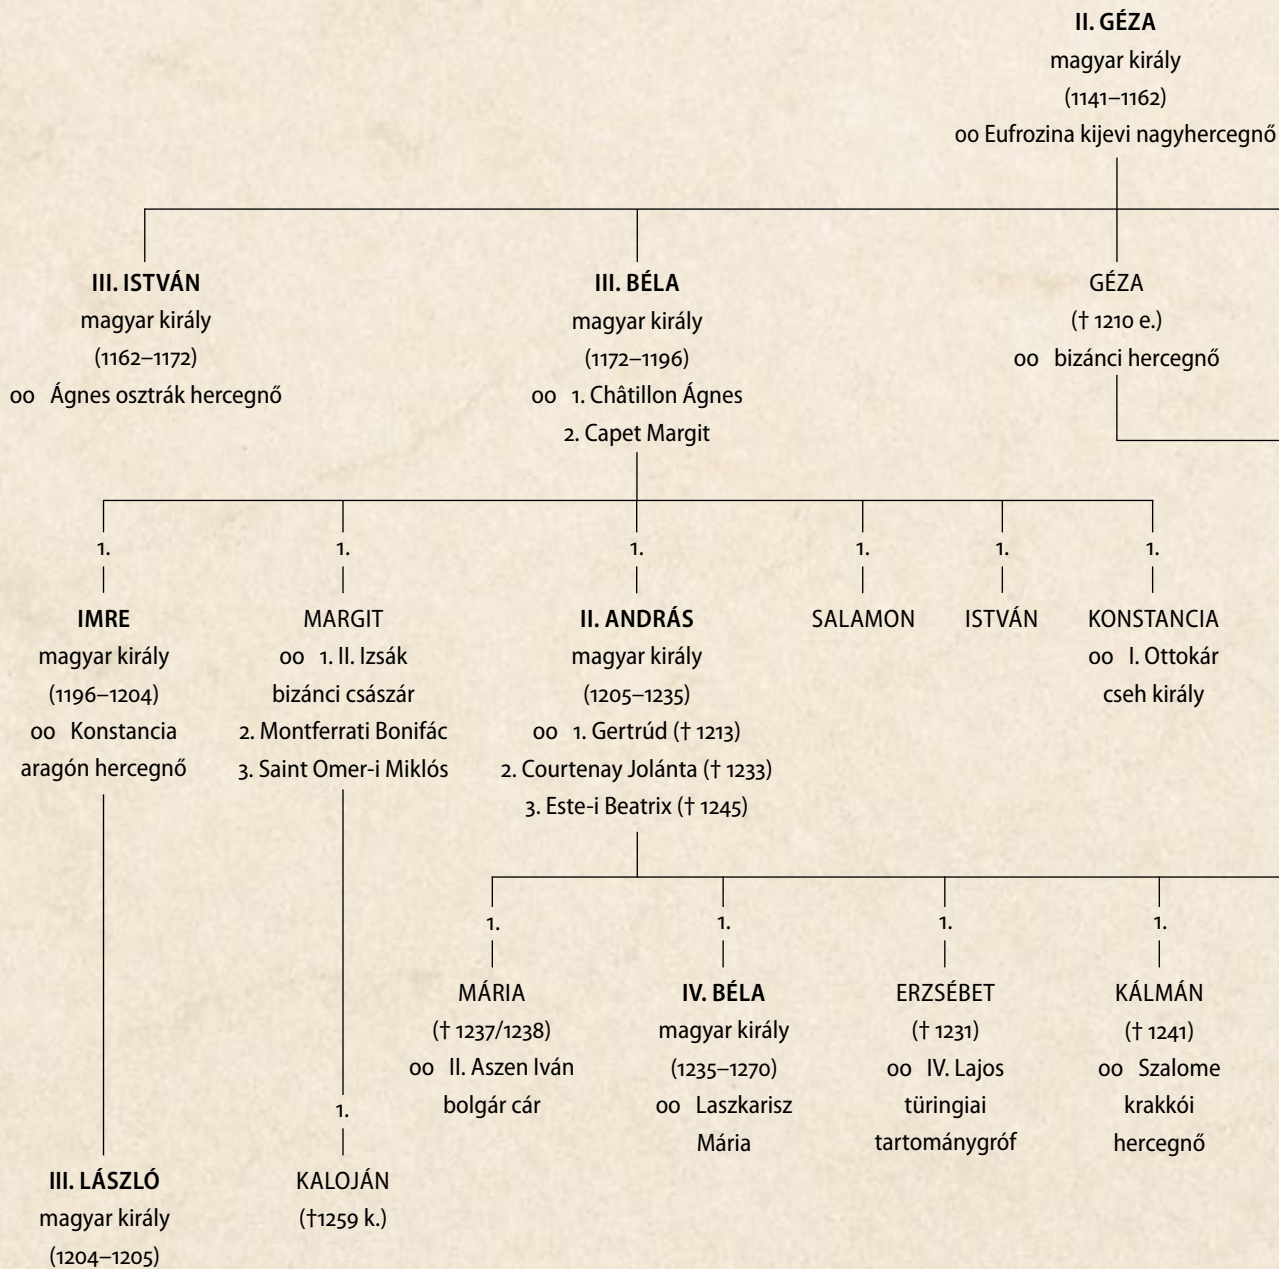 II. GÉZA
magyar király
(1141–1162)
oo Eufrozina kijevi nagyhercegnő
III. ISTVÁN
magyar király
(1162–1172)
oo Ágnes osztrák hercegnő
III. BÉLA
magyar király
(1172–1196)
oo 1. Châtillon Ágnes
2. Capet Margit
GÉZA
(† 1210 e.)
oo bizánci hercegnő
1.
1.
1.
1.
1.
1.
IMRE
magyar király
(1196–1204)
oo Konstancia
aragón hercegnő
MARGIT
oo 1. II. Izsák
bizánci császár
2. Montferrati Bonifác
3. Saint Omer-i Miklós
II. ANDRÁS
magyar király
(1205–1235)
oo 1. Gertrúd († 1213)
2. Courtenay Jolánta († 1233)
3. Este-i Beatrix († 1245)
SALAMON
ISTVÁN
KONSTANCIA
oo I. Ottokár
cseh király
1.
1.
1.
1.
MÁRIA
(† 1237/1238)
oo II. Aszen Iván
bolgár cár
IV. BÉLA
magyar király
(1235–1270)
oo Laszkarisz
Mária
ERZSÉBET
(† 1231)
oo IV. Lajos
türingiai
tartománygróf
KÁLMÁN
(† 1241)
oo Szalome
krakkói
hercegnő
1.
III. LÁSZLÓ
magyar király
(1204–1205)
KALOJÁN
(†1259 k.)